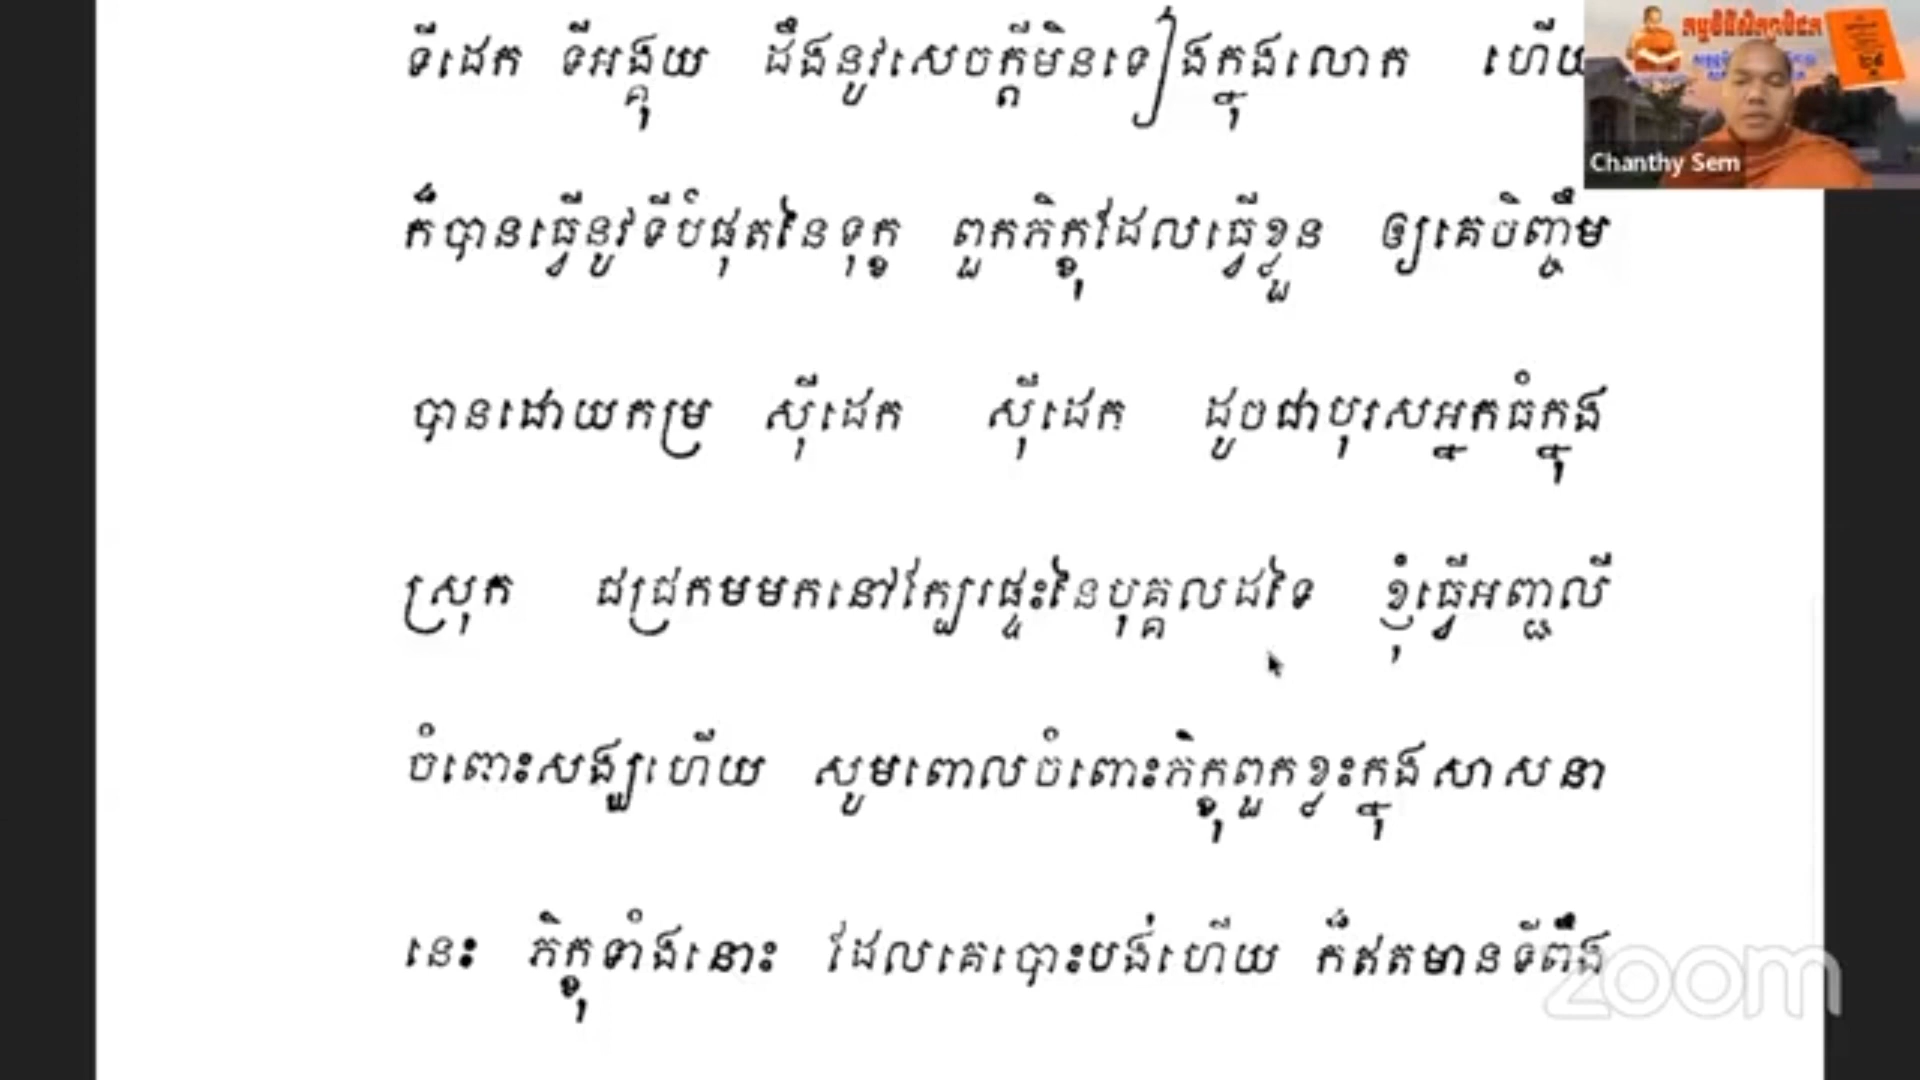 ទីដេក ទីអង្គុយ ដឹងនូវសេចក្តីមិនទៀងក្នុងលោក ហើយ
Chanthy Sem
ក៏បានធ្វើនូវទីបំផុតនៃទុក្ខ ពួកភិក្ខុដែលធ្វើខ្លួន ឲ្យគេចិញ្ចឹម
បានដោយកម្រ ស៊ីដេក ស៊ីដេក ដូចជាបុរសអ្នកធំក្នុង
ស្រុក ជជ្រកមមកនៅក្បែរផ្ទះនៃបុគ្គលដទៃ ខ្ញុំធ្វើអញ្ជលី
ចំពោះសង្ឃហើយ សូមពោលចំពោះភិក្ខុពួកខ្លះក្នុងសាសនា
នេះ ភិក្ខុទាំងនោះ ដែលគេបោះបង់ហើយ ក៏ឥតមានទីពឹង
zoom